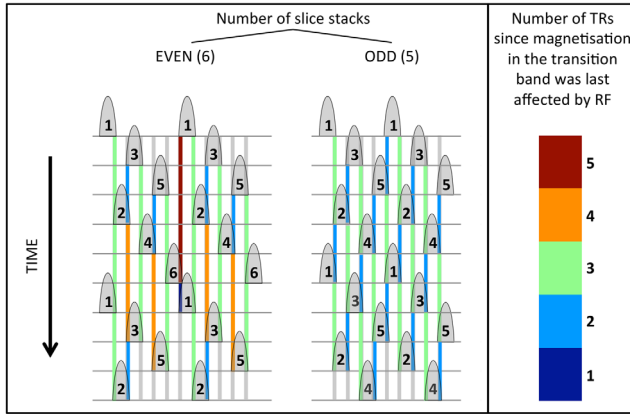 Number of slice stacks
EVEN (6)
ODD (5)
TIME
1 1
3 3
5 5
2 2
4 4
6 6
1 1
3 3
5 5
2 2
1 1
3 3
5 5
2 2
4 4
1 1
3 3
5 5
2 2
4 4
Number of TRs
since magnetisation
in the transition
band was last
affected by RF
5
4
3
2
1